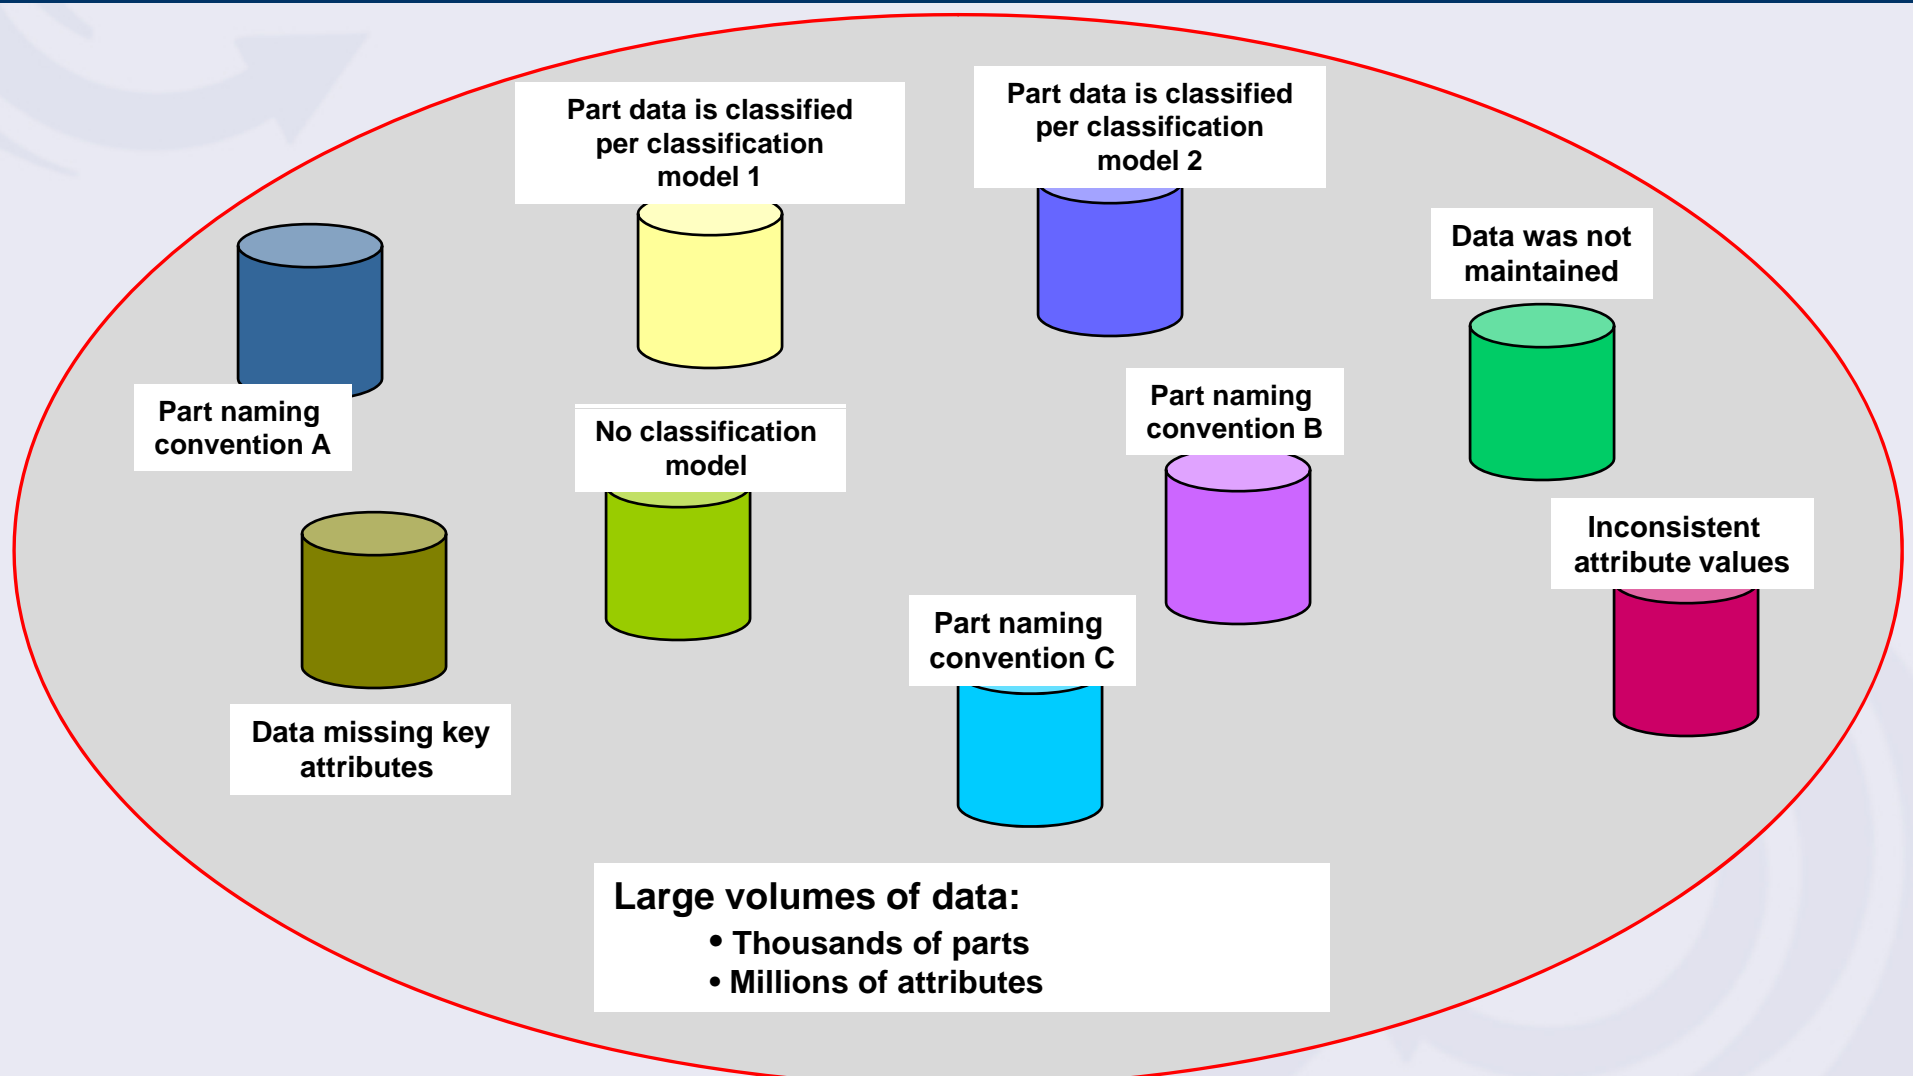 Part data is classified
per classification
model 1
Part data is classified
per classification
model 2
Data was not
maintained
Part naming
convention A
No classification
model
Part naming
convention B
Inconsistent
attribute values
Part naming
convention C
Data missing key
attributes
Large volumes of data:
• Thousands of parts
• Millions of attributes